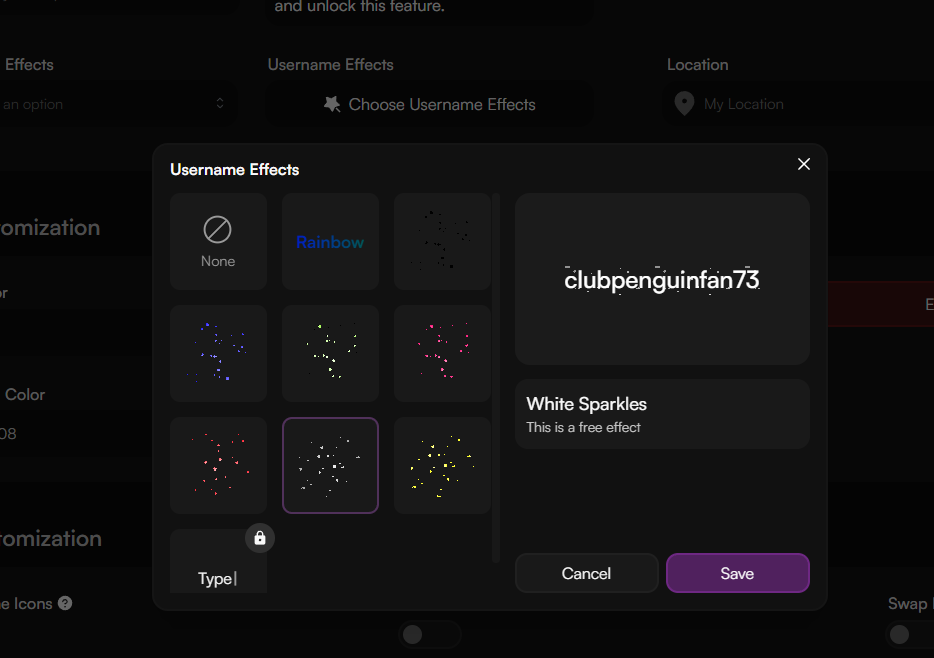 and unlock this feature.
Effects
Username Effects
Location
an option
Choose Username Effects
My Location
Username Effects
None
Rainbow
clubpenguinfan73
omization
or
E
White Sparkles
This is a free effect
Color
08
Type|
omization
Cancel
Save
e Icons
Swap